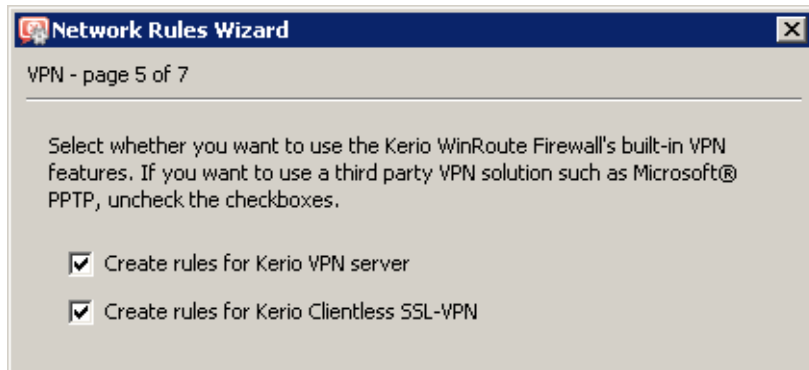 Network Rules Wizard
VPN - page 5 of 7
Select whether you want to use the Kerio WinRoute Firewall's built-in VPN
features. If you want to use a third party VPN solution such as Microsoft®
PPTP, uncheck the checkboxes.
Create rules for Kerio VPN server
Create rules for Kerio Clientless SSL-VPN